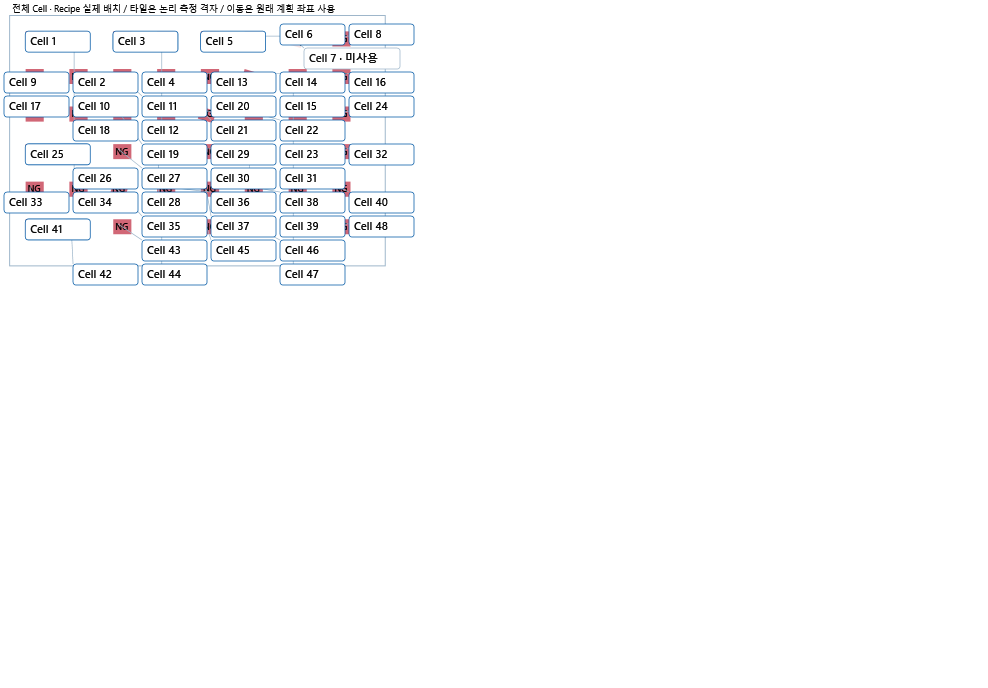 전체 Cell · Recipe 실제 배치 / 타일은 논리 측정 격자 / 이동은 원래 계획 좌표 사용
Cell 1
Cell 3
Cell 5
Cell 6
Cell 8
Cell 7 · 미사용
Cell 9
Cell 2
Cell 4
Cell 13
Cell 14
Cell 16
Cell 17
Cell 10
Cell 11
Cell 20
Cell 15
Cell 24
Cell 18
Cell 12
Cell 21
Cell 22
Cell 25
NG
Cell 19
Cell 29
Cell 23
Cell 32
Cell 26
Cell 27
Cell 30
Cell 31
NG
Cell 33
Cell 34
Cell 28
Cell 36
Cell 38
Cell 40
Cell 41
NG
Cell 35
Cell 37
Cell 39
Cell 48
Cell 43
Cell 45
Cell 46
Cell 42
Cell 44
Cell 47